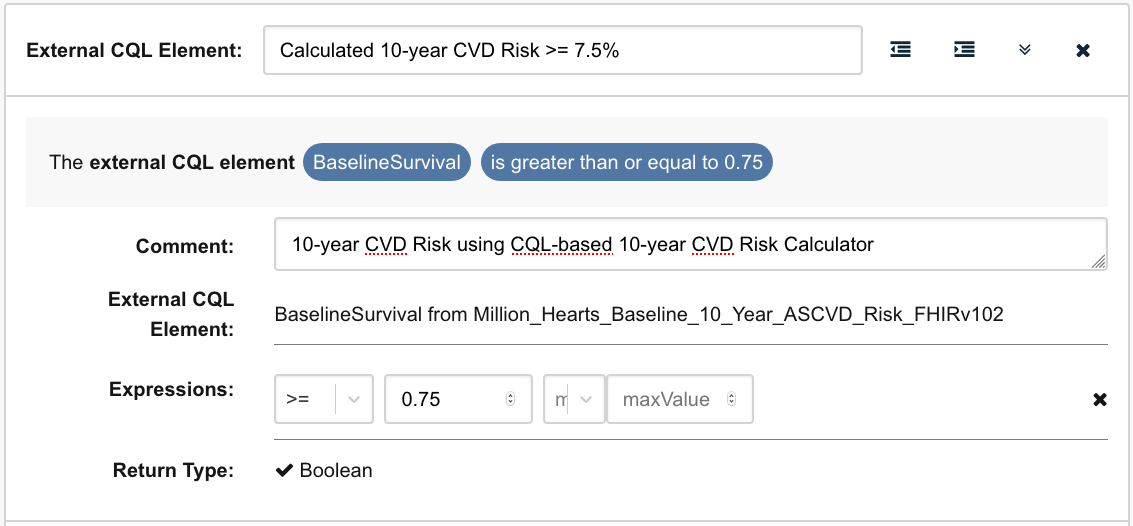 External CQL Element: Calculated 10-year CVD Risk >= 7.5%
The external CQL element BaselineSurvival is greater than or equal to 0.75
Comment: 10-year CVD Risk using CQL-based 10-year CVD Risk Calculator
External CQL
Element: BaselineSurvival from Million_Hearts_Baseline_10_Year_ASCVD_Risk_FHIRv102
Expressions: >= 0.75 m maxValue
Return Type: Boolean